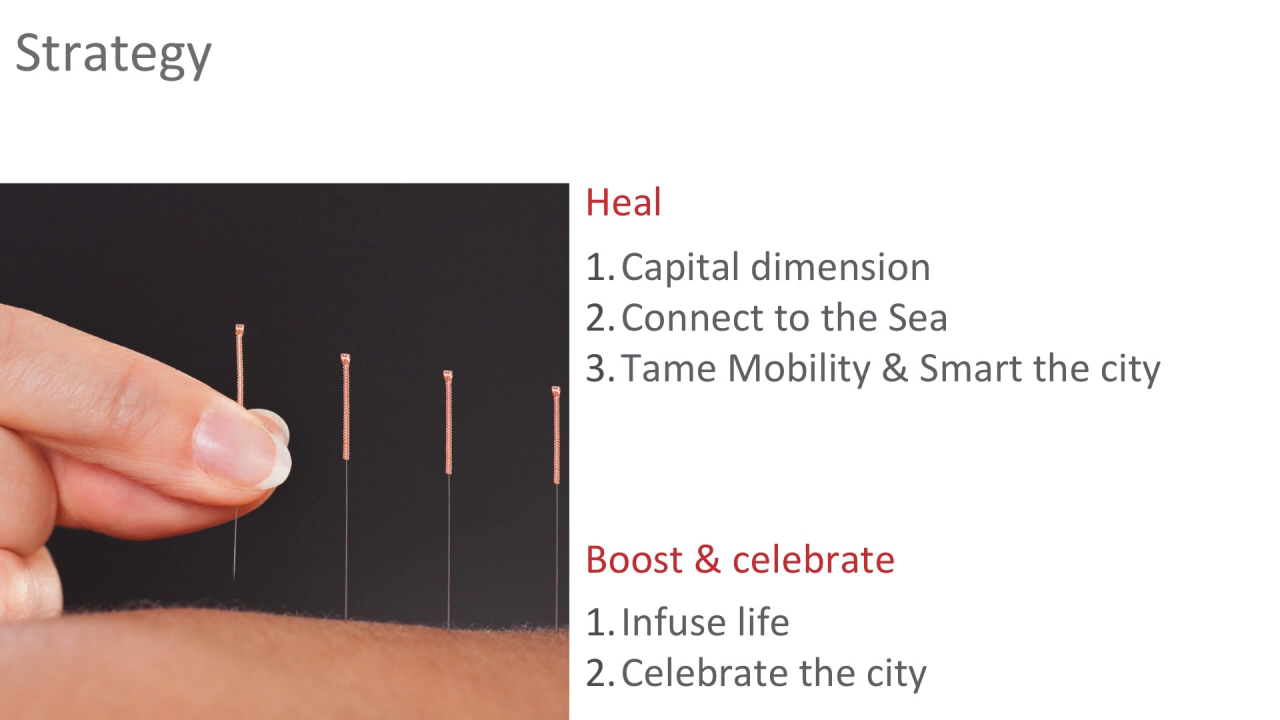 Strategy
Heal
1. Capital dimension
2. Connect to the Sea
3. Tame Mobility & Smart the city
Boost & celebrate
1. Infuse life
2. Celebrate the city